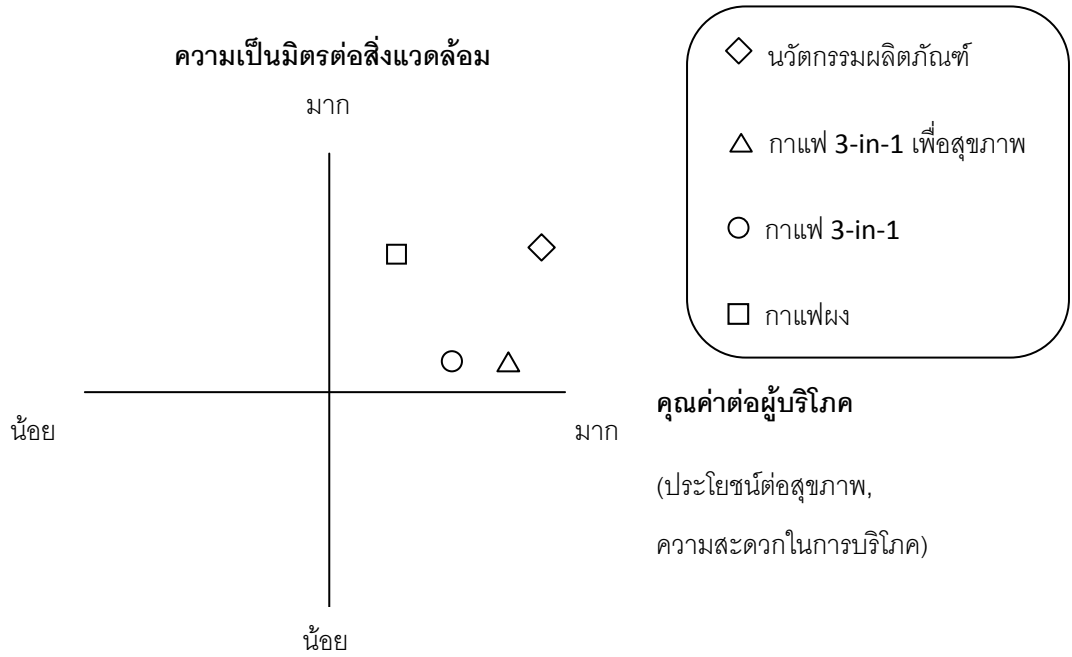 ความเป็นมิตรต่อสิ่งแวดล้อม
มาก
นวัตกรรมผลิตภัณฑ์
กาแฟ 3-in-1 เพื่อสุขภาพ
กาแฟ 3-in-1
กาแฟผง
น้อย
มาก
คุณค่าต่อผู้บริโภค
(ประโยชน์ต่อสุขภาพ,
ความสะดวกในการบริโภค)
น้อย